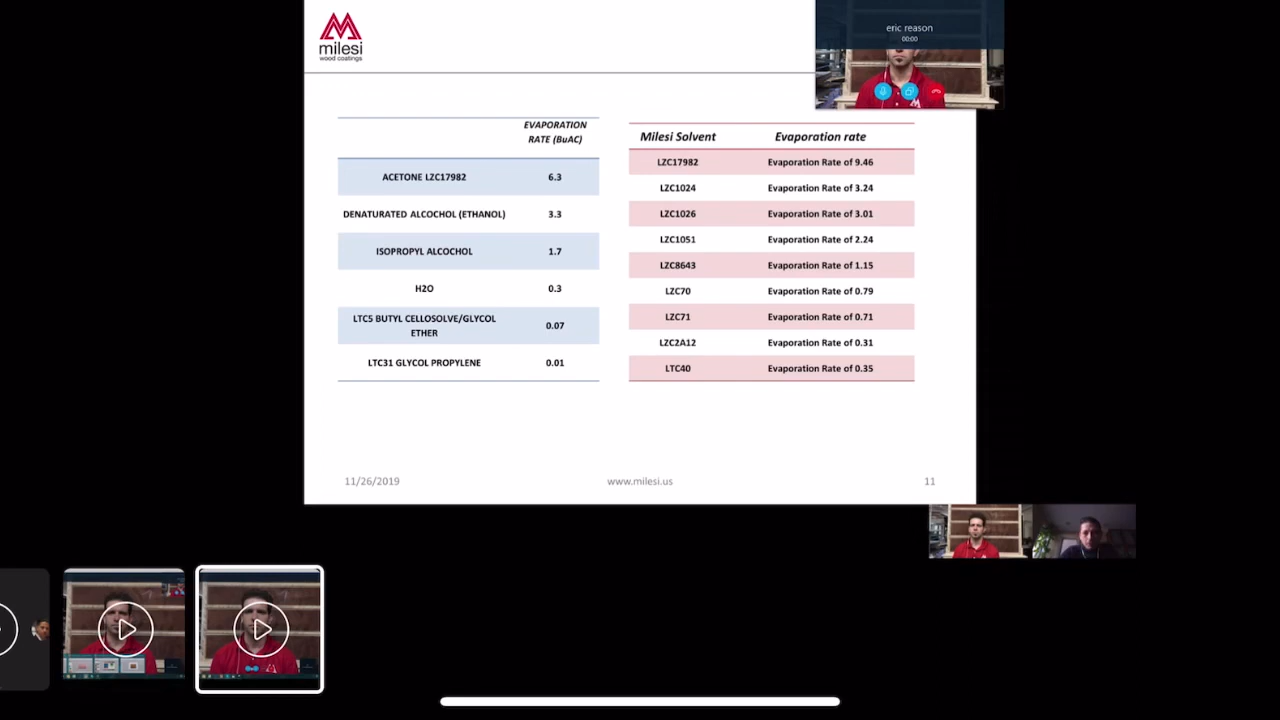 milesi
wood coatings
eric reason
00:00
EVAPORATION
RATE (BuAC)
ACETONE LZC17982 6.3
DENATURATED ALCOCHOL (ETHANOL) 3.3
ISOPROPYL ALCOCHOL 1.7
H2O 0.3
LTC5 BUTYL CELLOSOLVE/GLYCOL
ETHER 0.07
LTC31 GLYCOL PROPYLENE 0.01
Milesi Solvent Evaporation rate
LZC17982 Evaporation Rate of 9.46
LZC1024 Evaporation Rate of 3.24
LZC1026 Evaporation Rate of 3.01
LZC1051 Evaporation Rate of 2.24
LZC8643 Evaporation Rate of 1.15
LZC70 Evaporation Rate of 0.79
LZC71 Evaporation Rate of 0.71
LZC2A12 Evaporation Rate of 0.31
LTC40 Evaporation Rate of 0.35
11/26/2019 www.milesi.us 11